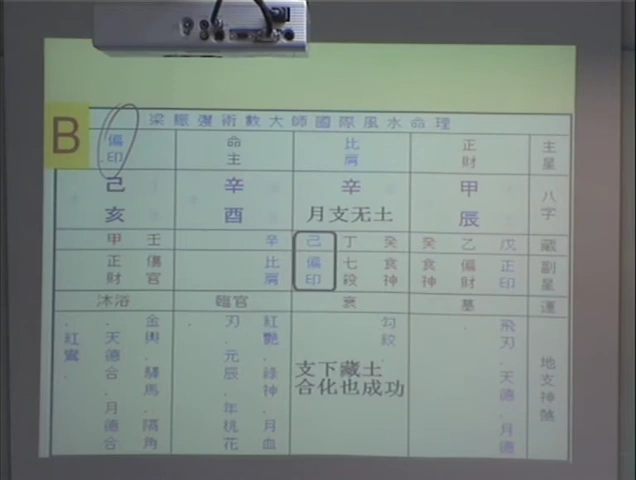 B
梁賑彊術數大師國際風水命理
偏印 命主 比肩 正財 主星
己亥 辛酉 辛 甲辰 八字
月支无土
甲 壬 辛 己 丁 癸 癸 乙 戊 藏
正財 傷官 比肩 偏印 七殺 食神 食神 偏財 正印 副星
沐浴 臨官 衰 墓 運
紅鸞 .天德合.月德合 金輿.驛馬.隔角 .刃.元辰.年桃花 紅艷.祿神.月血 勾絞 飛刃.天德.月德 地支神煞
支下藏土
合化也成功